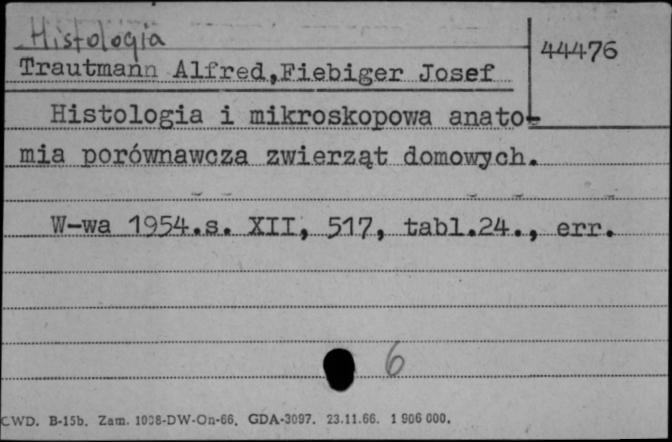 Histologia
44476
Trautmann Alfred,Fiebiger Josef
Histologia i mikroskopowa anato-
mia porównawcza zwierząt domowych.
W-wa 1954.s. XII, 517, tabl.24., err.
6
CWD. B-15b. Zam. 1038-DW-On-66. GDA-3097. 23.11.66. 1 906 000.